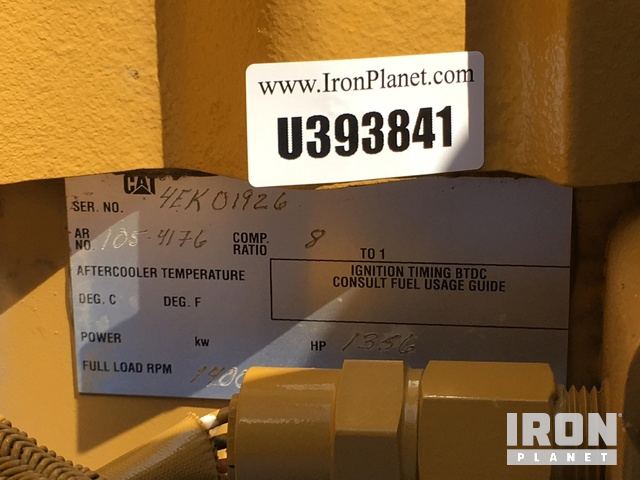 www.IronPlanet.com
U393841
CAT
SER. NO. 4EK01926
AR NO. 105-4176 COMP. RATIO 8 TO 1
AFTERCOOLER TEMPERATURE
DEG. C DEG. F
IGNITION TIMING BTDC
CONSULT FUEL USAGE GUIDE
POWER kw HP 1356
FULL LOAD RPM
IRON
PLANET